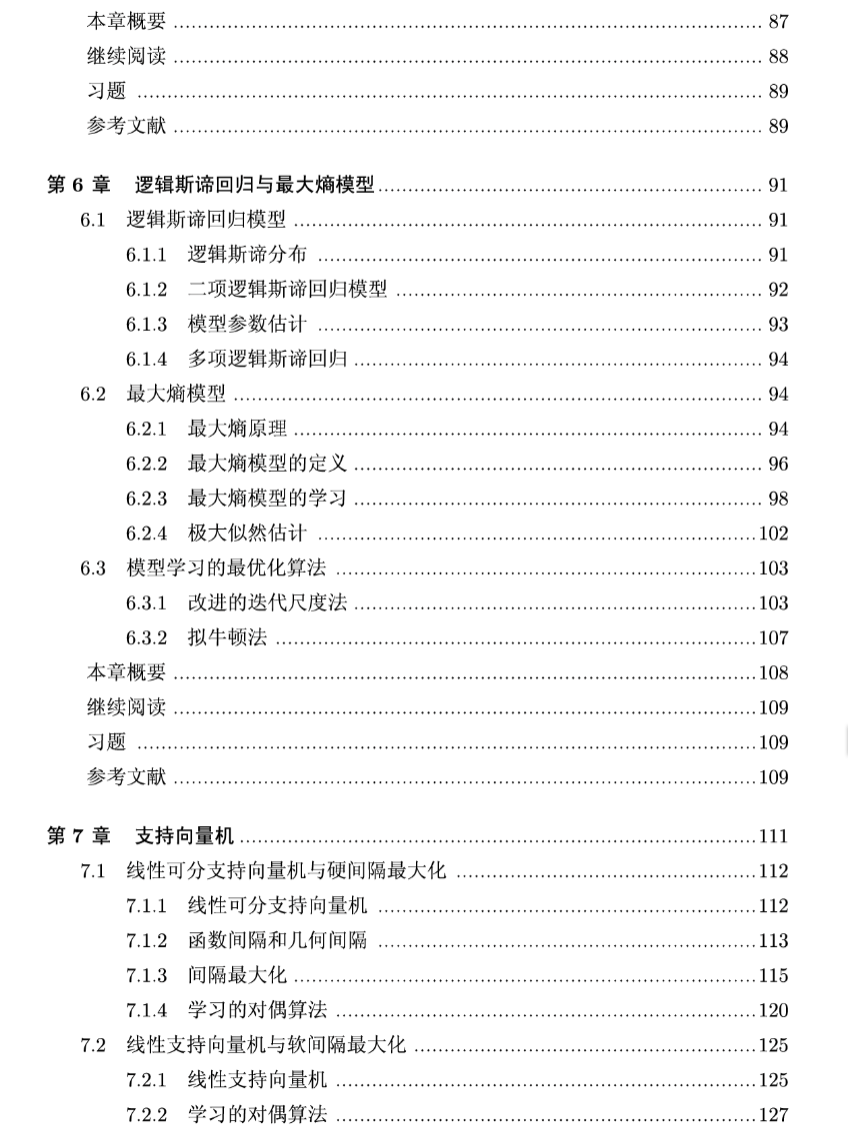 本章概要 ........ 87
继续阅读 ........ 88
习题 ........ 89
参考文献 ........ 89
第 6 章 逻辑斯谛回归与最大熵模型 ........ 91
6.1 逻辑斯谛回归模型 ........ 91
6.1.1 逻辑斯谛分布 ........ 91
6.1.2 二项逻辑斯谛回归模型 ........ 92
6.1.3 模型参数估计 ........ 93
6.1.4 多项逻辑斯谛回归 ........ 94
6.2 最大熵模型 ........ 94
6.2.1 最大熵原理 ........ 94
6.2.2 最大熵模型的定义 ........ 96
6.2.3 最大熵模型的学习 ........ 98
6.2.4 极大似然估计 ........ 102
6.3 模型学习的最优化算法 ........ 103
6.3.1 改进的迭代尺度法 ........ 103
6.3.2 拟牛顿法 ........ 107
本章概要 ........ 108
继续阅读 ........ 109
习题 ........ 109
参考文献 ........ 109
第 7 章 支持向量机 ........ 111
7.1 线性可分支持向量机与硬间隔最大化 ........ 112
7.1.1 线性可分支持向量机 ........ 112
7.1.2 函数间隔和几何间隔 ........ 113
7.1.3 间隔最大化 ........ 115
7.1.4 学习的对偶算法 ........ 120
7.2 线性支持向量机与软间隔最大化 ........ 125
7.2.1 线性支持向量机 ........ 125
7.2.2 学习的对偶算法 ........ 127